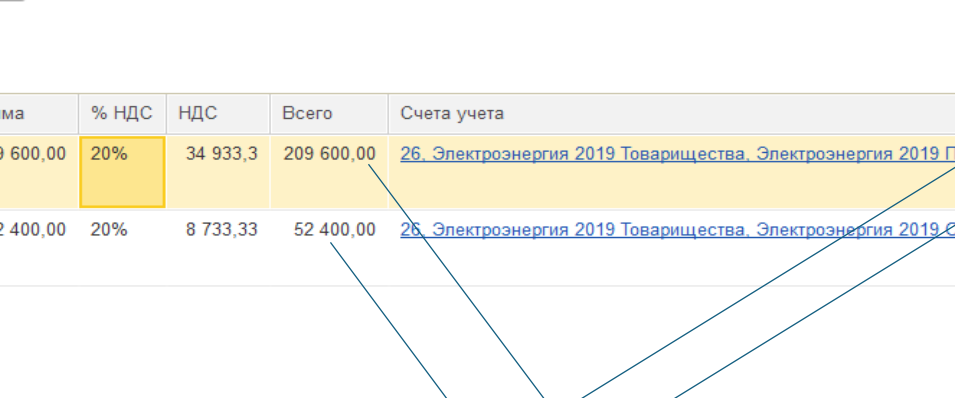 ма % НДС НДС Всего Счета учета
9 600,00 20% 34 933,3 209 600,00 26, Электроэнергия 2019 Товарищества, Электроэнергия 2019 П
2 400,00 20% 8 733,33 52 400,00 26, Электроэнергия 2019 Товарищества, Электроэнергия 2019 О